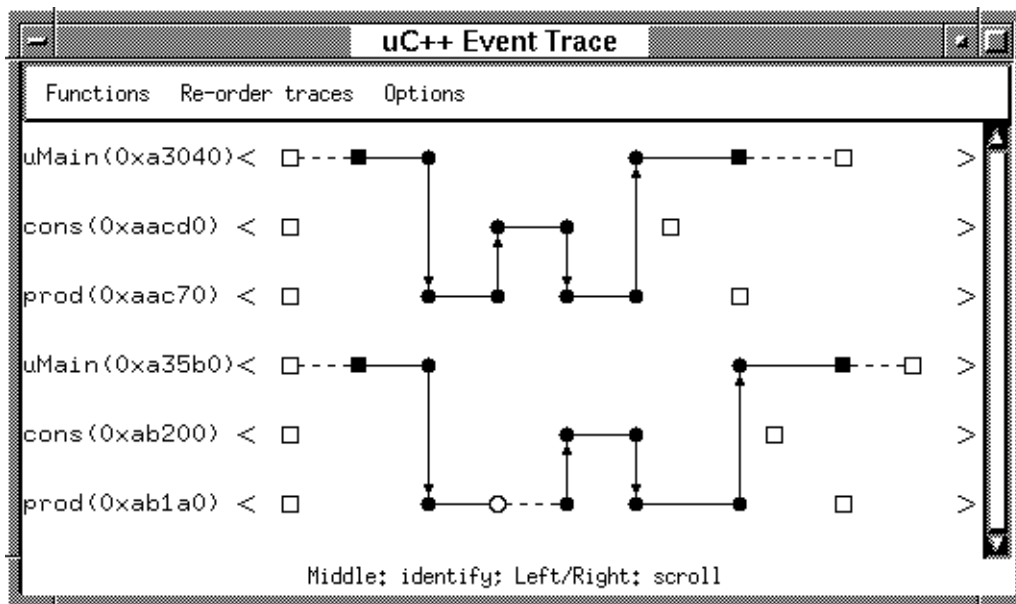 uC++ Event Trace
Functions Re-order traces Options
uMain(0xa3040)< >
cons(0xaacd0) < >
prod(0xaac70) < >
uMain(0xa35b0)< >
cons(0xab200) < >
prod(0xab1a0) < >
Middle: identify; Left/Right: scroll